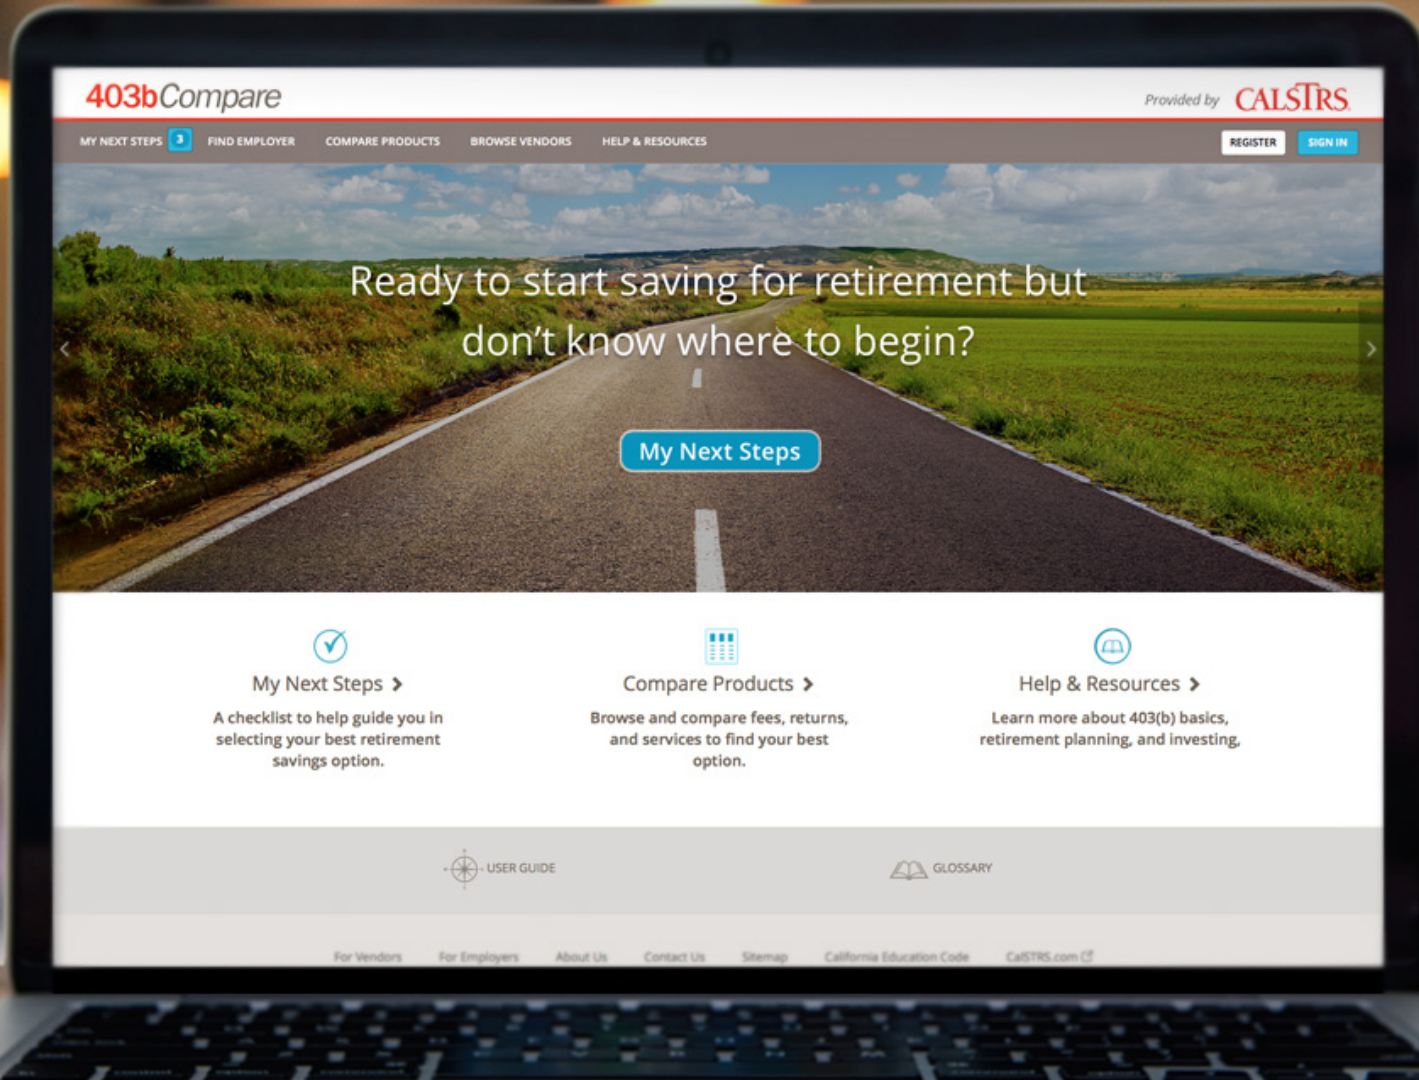 403bCompare
Provided by CALSTRS
MY NEXT STEPS 3 FIND EMPLOYER COMPARE PRODUCTS BROWSE VENDORS HELP & RESOURCES REGISTER SIGN IN
Ready to start saving for retirement but
don't know where to begin?
My Next Steps
My Next Steps
A checklist to help guide you in
selecting your best retirement
savings option.
Compare Products
Browse and compare fees, returns,
and services to find your best
option.
Help & Resources
Learn more about 403(b) basics,
retirement planning, and investing,
USER GUIDE
GLOSSARY
For Vendors For Employers About Us Contact Us Sitemap California Education Code CalSTRS.com